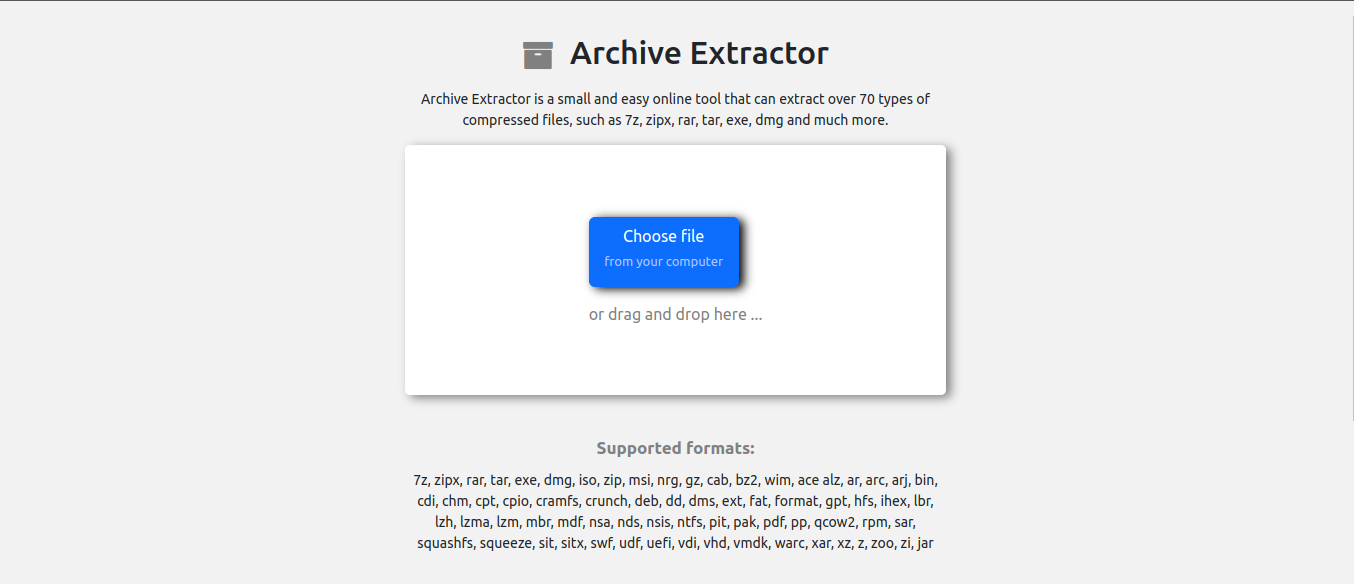 Archive Extractor
Archive Extractor is a small and easy online tool that can extract over 70 types of
compressed files, such as 7z, zipx, rar, tar, exe, dmg and much more.
Choose file
from your computer
or drag and drop here ...
Supported formats:
7z, zipx, rar, tar, exe, dmg, iso, zip, msi, nrg, gz, cab, bz2, wim, ace alz, ar, arc, arj, bin,
cdi, chm, cpt, cpio, cramfs, crunch, deb, dd, dms, ext, fat, format, gpt, hfs, ihex, lbr,
lzh, lzma, lzm, mbr, mdf, nsa, nds, nsis, ntfs, pit, pak, pdf, pp, qcow2, rpm, sar,
squashfs, squeeze, sit, sitx, swf, udf, uefi, vdi, vhd, vmdk, warc, xar, xz, z, zoo, zi, jar